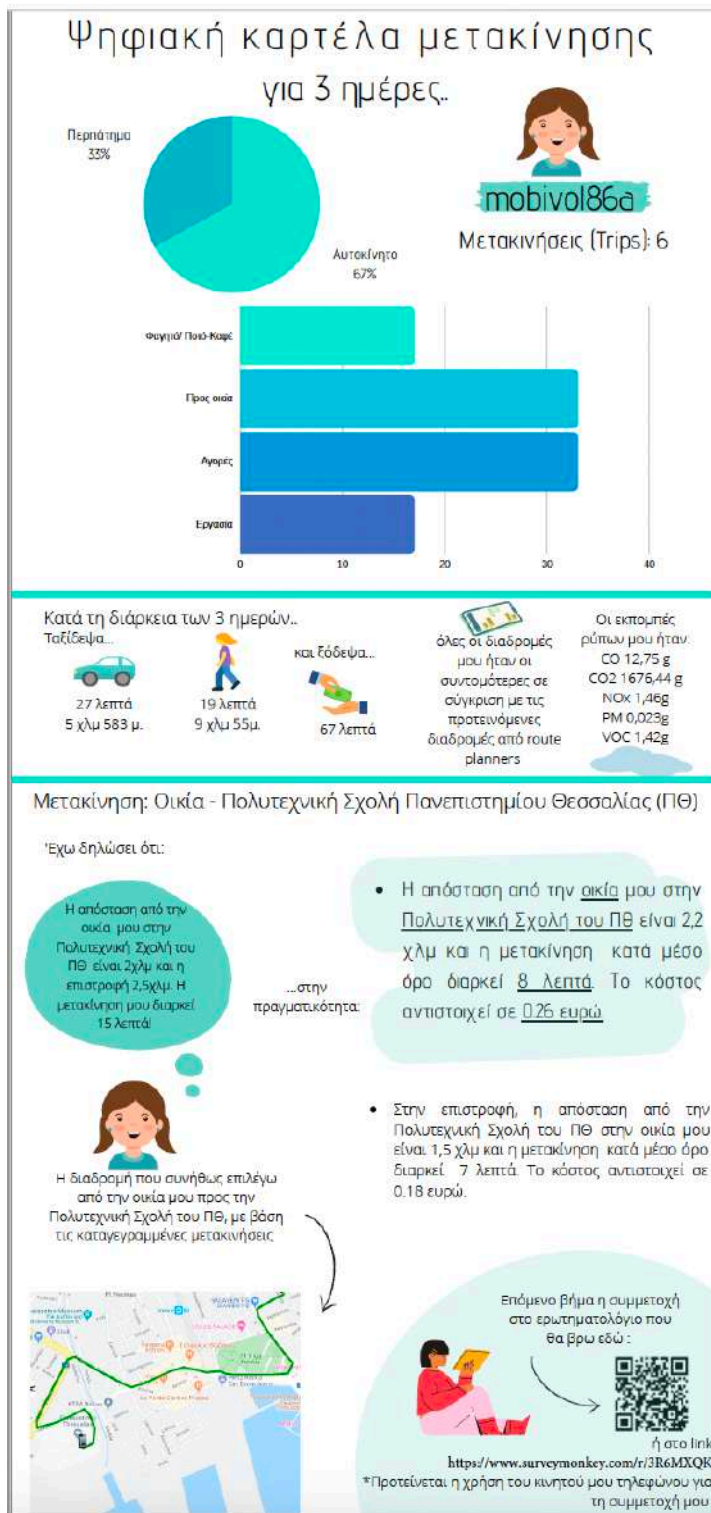 Ψηφιακή καρτέλα μετακίνησης
για 3 ημέρες..
Περπάτημα
33%
Αυτοκίνητο
67%
mobivol86a
Μετακινήσεις (Trips): 6
Φαγητό/ Ποτό-Καφέ
Προς οικία
Αγορές
Εργασία
0 10 20 30 40
Κατά τη διάρκεια των 3 ημερών..
Ταξίδεψα...
27 λεπτά
5 χλμ 583 μ.
19 λεπτά
9 χλμ 55μ.
και ξόδεψα...
67 λεπτά
όλες οι διαδρομές
μου ήταν οι
συντομότερες σε
σύγκριση με τις
προτεινόμενες
διαδρομές από route
planners
Οι εκπομπές
ρύπων μου ήταν:
CO 12,75 g
CO2 1676,44 g
NOx 1,46g
PM 0,023g
VOC 1,42g
Μετακίνηση: Οικία - Πολυτεχνική Σχολή Πανεπιστημίου Θεσσαλίας (ΠΘ)
Έχω δηλώσει ότι:
Η απόσταση από την
οικία μου στην
Πολυτεχνική Σχολή του
ΠΘ είναι 2χλμ και η
επιστροφή 2,5χλμ. Η
μετακίνηση μου διαρκεί
15 λεπτά!
...στην
πραγματικότητα:
• Η απόσταση από την οικία μου στην
Πολυτεχνική Σχολή του ΠΘ είναι 2,2
χλμ και η μετακίνηση κατά μέσο
όρο διαρκεί 8 λεπτά. Το κόστος
αντιστοιχεί σε 0.26 ευρώ.
• Στην επιστροφή, η απόσταση από την
Πολυτεχνική Σχολή του ΠΘ στην οικία μου
είναι 1,5 χλμ και η μετακίνηση κατά μέσο όρο
διαρκεί 7 λεπτά. Το κόστος αντιστοιχεί σε
0.18 ευρώ.
Η διαδρομή που συνήθως επιλέγω
από την οικία μου προς την
Πολυτεχνική Σχολή του ΠΘ, με βάση
τις καταγεγραμμένες μετακινήσεις
Επόμενο βήμα η συμμετοχή
στο ερωτηματολόγιο που
θα βρω εδώ :
ή στο link
https://www.surveymonkey.com/r/3R6MXQK
*Προτείνεται η χρήση του κινητού μου τηλεφώνου για
τη συμμετοχή μου